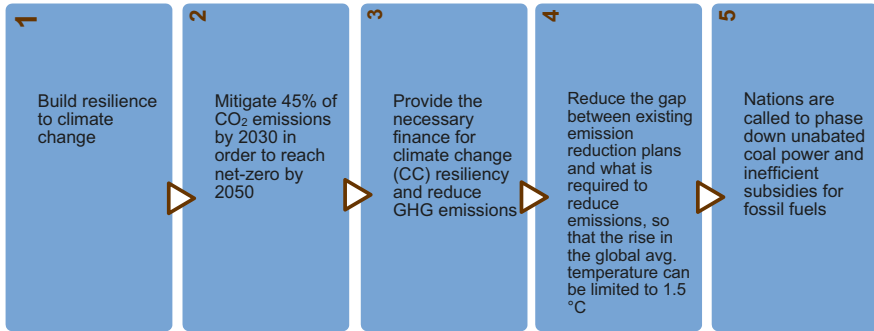 1
Build resilience
to climate
change
2
Mitigate 45% of
CO₂ emissions
by 2030 in
order to reach
net-zero by
2050
3
Provide the
necessary
finance for
climate change
(CC) resiliency
and reduce
GHG emissions
4
Reduce the gap
between existing
emission
reduction plans
and what is
required to
reduce
emissions, so
that the rise in
the global avg.
temperature can
be limited to 1.5
°C
5
Nations are
called to phase
down unabated
coal power and
inefficient
subsidies for
fossil fuels